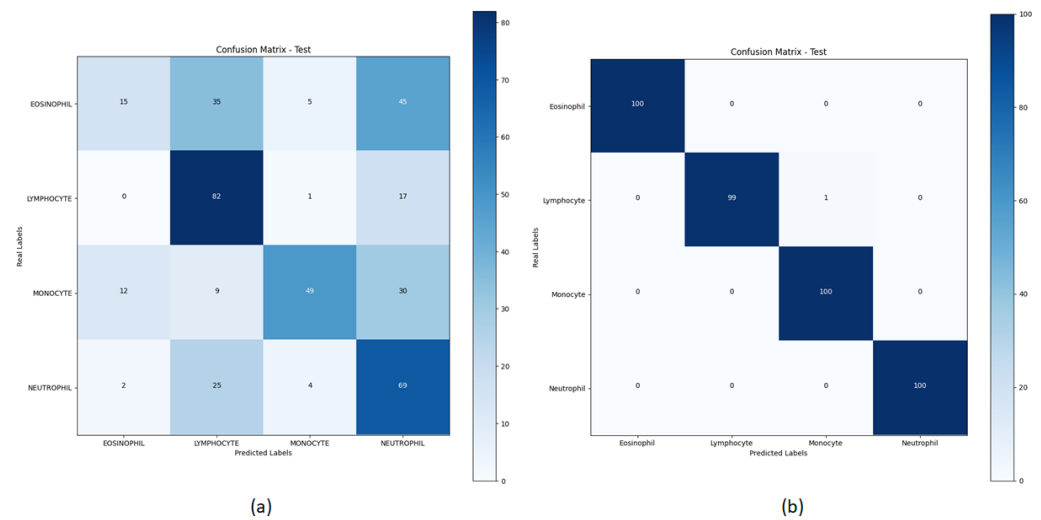 Confusion Matrix - Test
EOSINOPHIL 15 35 5 45
LYMPHOCYTE 0 82 1 17
MONOCYTE 12 9 49 30
NEUTROPHIL 2 25 4 69
EOSINOPHIL LYMPHOCYTE MONOCYTE NEUTROPHIL
Predicted Labels
Real Labels
80
70
60
50
40
30
20
10
0
(a)
Confusion Matrix - Test
Eosinophil 100 0 0 0
Lymphocyte 0 99 1 0
Monocyte 0 0 100 0
Neutrophil 0 0 0 100
Eosinophil Lymphocyte Monocyte Neutrophil
Predicted Labels
Real Labels
100
80
60
40
20
0
(b)